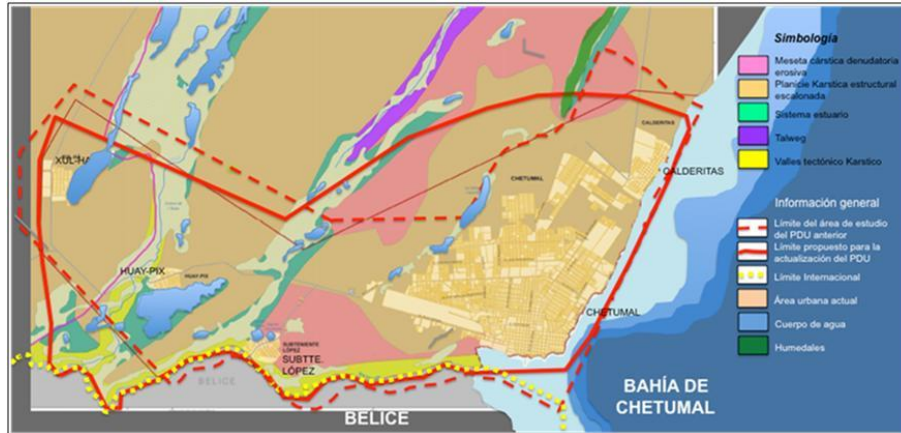 Simbología
Meseta cárstica denudatoria
erosiva
Planicie Karstica estructural
escalonada
Sistema estuario
Talweg
Valles tectónico Karstico
Información general
Límite del área de estudio
del PDU anterior
Límite propuesto para la
actualización del PDU
Límite Internacional
Área urbana actual
Cuerpo de agua
Humedales
CALDERITAS
CALDERITAS
XUL-HA
CHETUMAL
HUAY-PIX
HUAY-PIX
CHETUMAL
SUBTENIENTE
LÓPEZ
SUBTTE.
LÓPEZ
BELICE
BELICE
BAHÍA DE
CHETUMAL